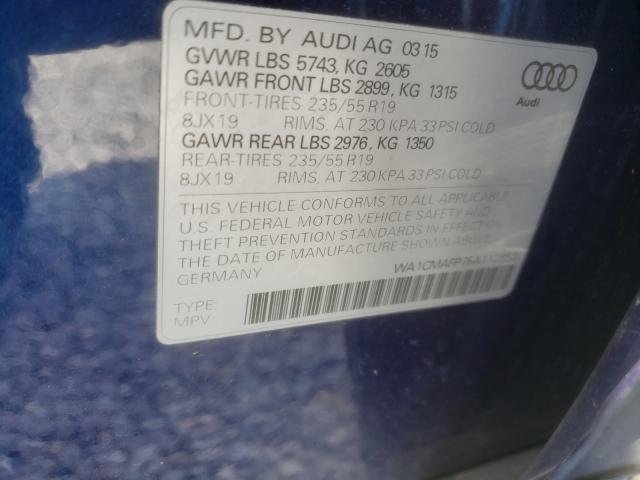 MFD. BY AUDI AG 0315
GVWR LBS 5743, KG 2605
GAWR FRONT LBS 2899, KG 1315
FRONT-TIRES 235/55 R19
8JX19 RIMS, AT 230 KPA 33 PSI COLD
GAWR REAR LBS 2976, KG 1350
REAR-TIRES 235/55 R19
8JX19 RIMS, AT 230 KPA 33 PSI COLD
Audi
THIS VEHICLE CONFORMS TO ALL APPLICABLE
U.S. FEDERAL MOTOR VEHICLE SAFETY AND
THEFT PREVENTION STANDARDS IN EFFECT ON
THE DATE OF MANUFACTURE SHOWN ABOVE
GERMANY
TYPE
MPV